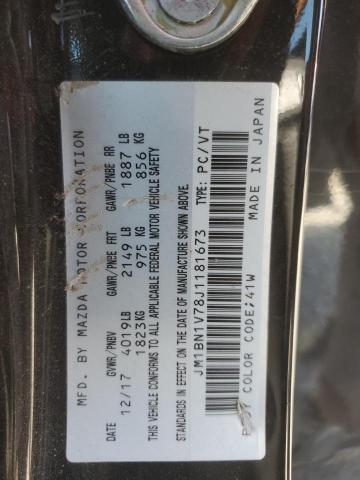 MFD. BY MAZDA MOTOR CORPORATION
GVWR/PNBV GAWR/PNBE FRT GAWR/PNBE RR
DATE 4019LB 2149 LB 1887 LB
12/17 1823KG 975 KG 856 KG
THIS VEHICLE CONFORMS TO ALL APPLICABLE FEDERAL MOTOR VEHICLE SAFETY
STANDARDS IN EFFECT ON THE DATE OF MANUFACTURE SHOWN ABOVE.
JM1BN1V78J1181673 TYPE: PC/VT
COLOR CODE:41W MADE IN JAPAN